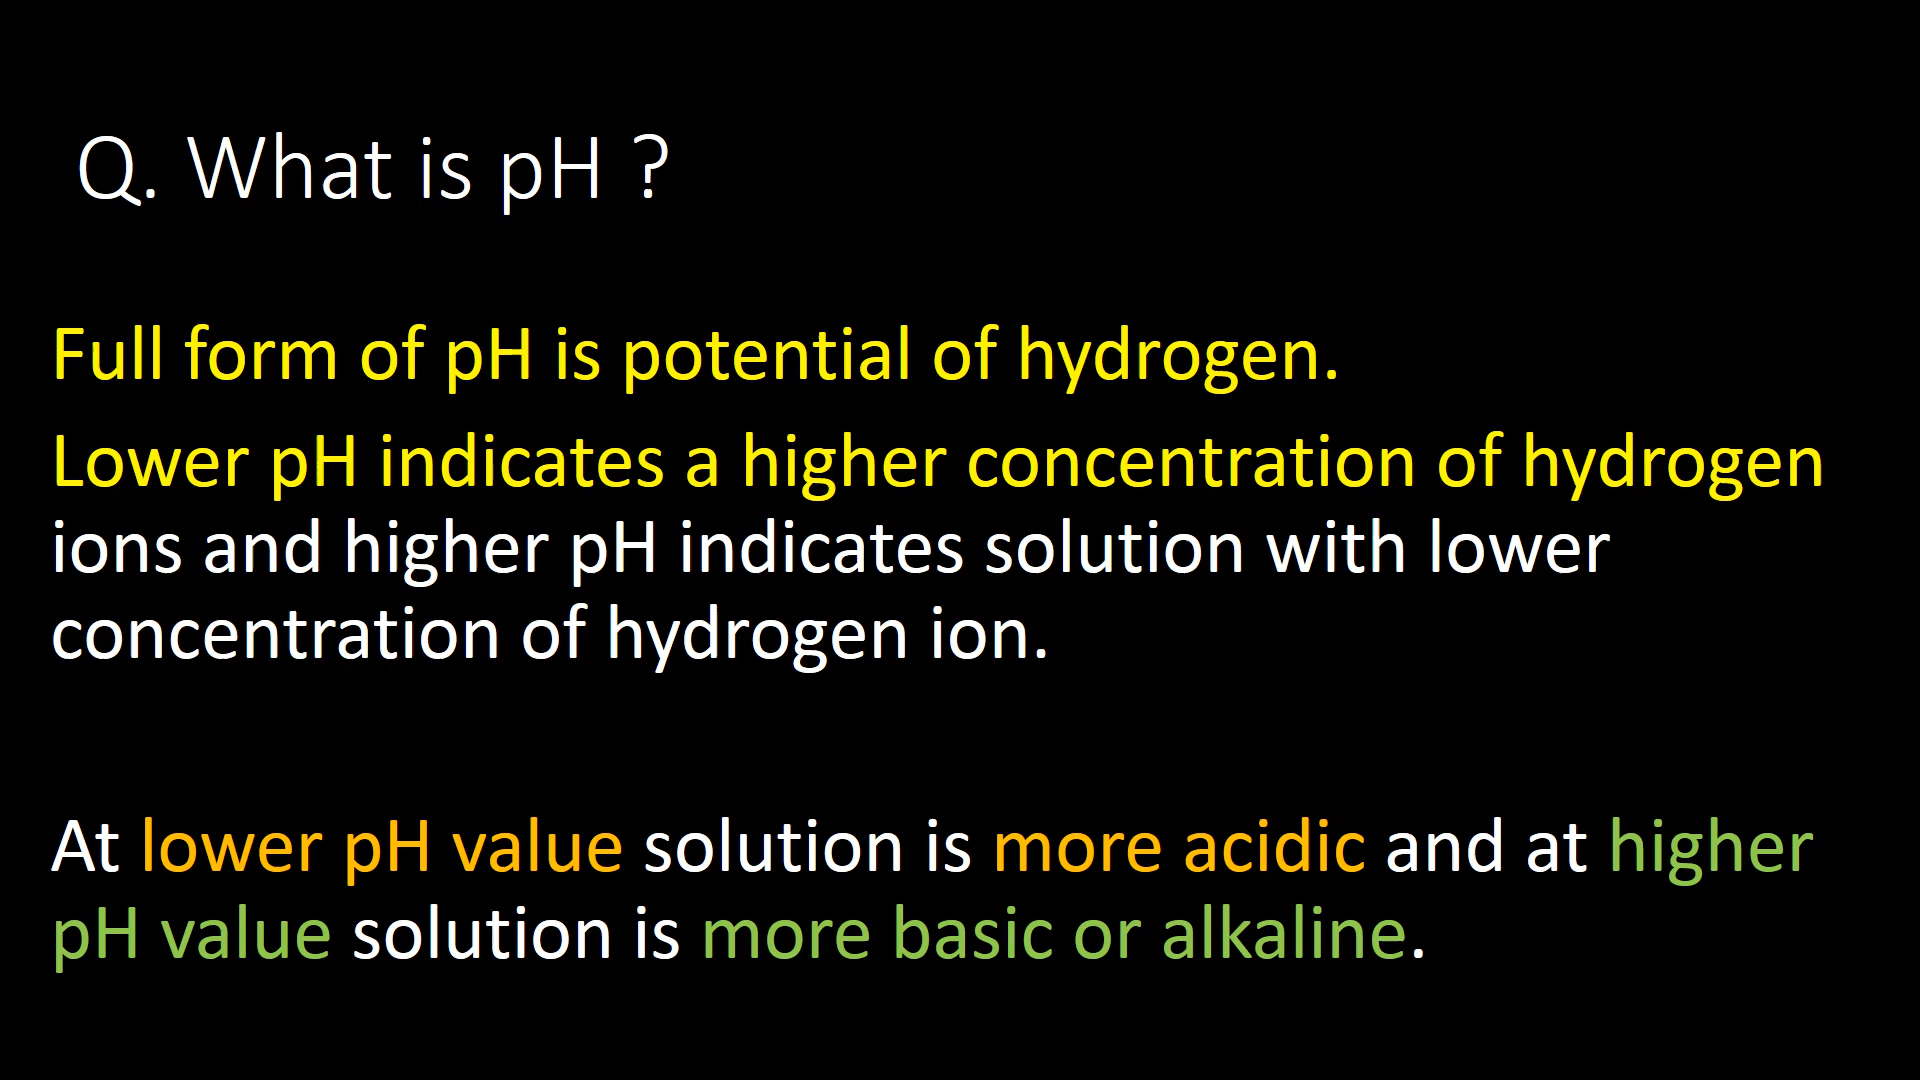 Q. What is pH ?
Full form of pH is potential of hydrogen.
Lower pH indicates a higher concentration of hydrogen
ions and higher pH indicates solution with lower
concentration of hydrogen ion.
At lower pH value solution is more acidic and at higher
pH value solution is more basic or alkaline.